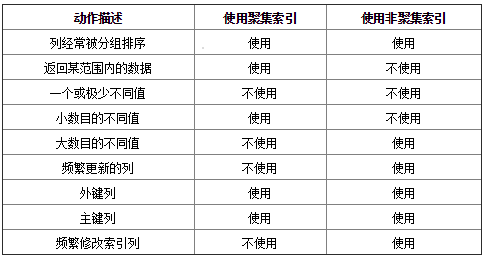 动作描述 使用聚集索引 使用非聚集索引
列经常被分组排序 使用 使用
返回某范围内的数据 使用 不使用
一个或极少不同值 不使用 不使用
小数目的不同值 使用 不使用
大数目的不同值 不使用 使用
频繁更新的列 不使用 使用
外键列 使用 使用
主键列 使用 使用
频繁修改索引列 不使用 使用